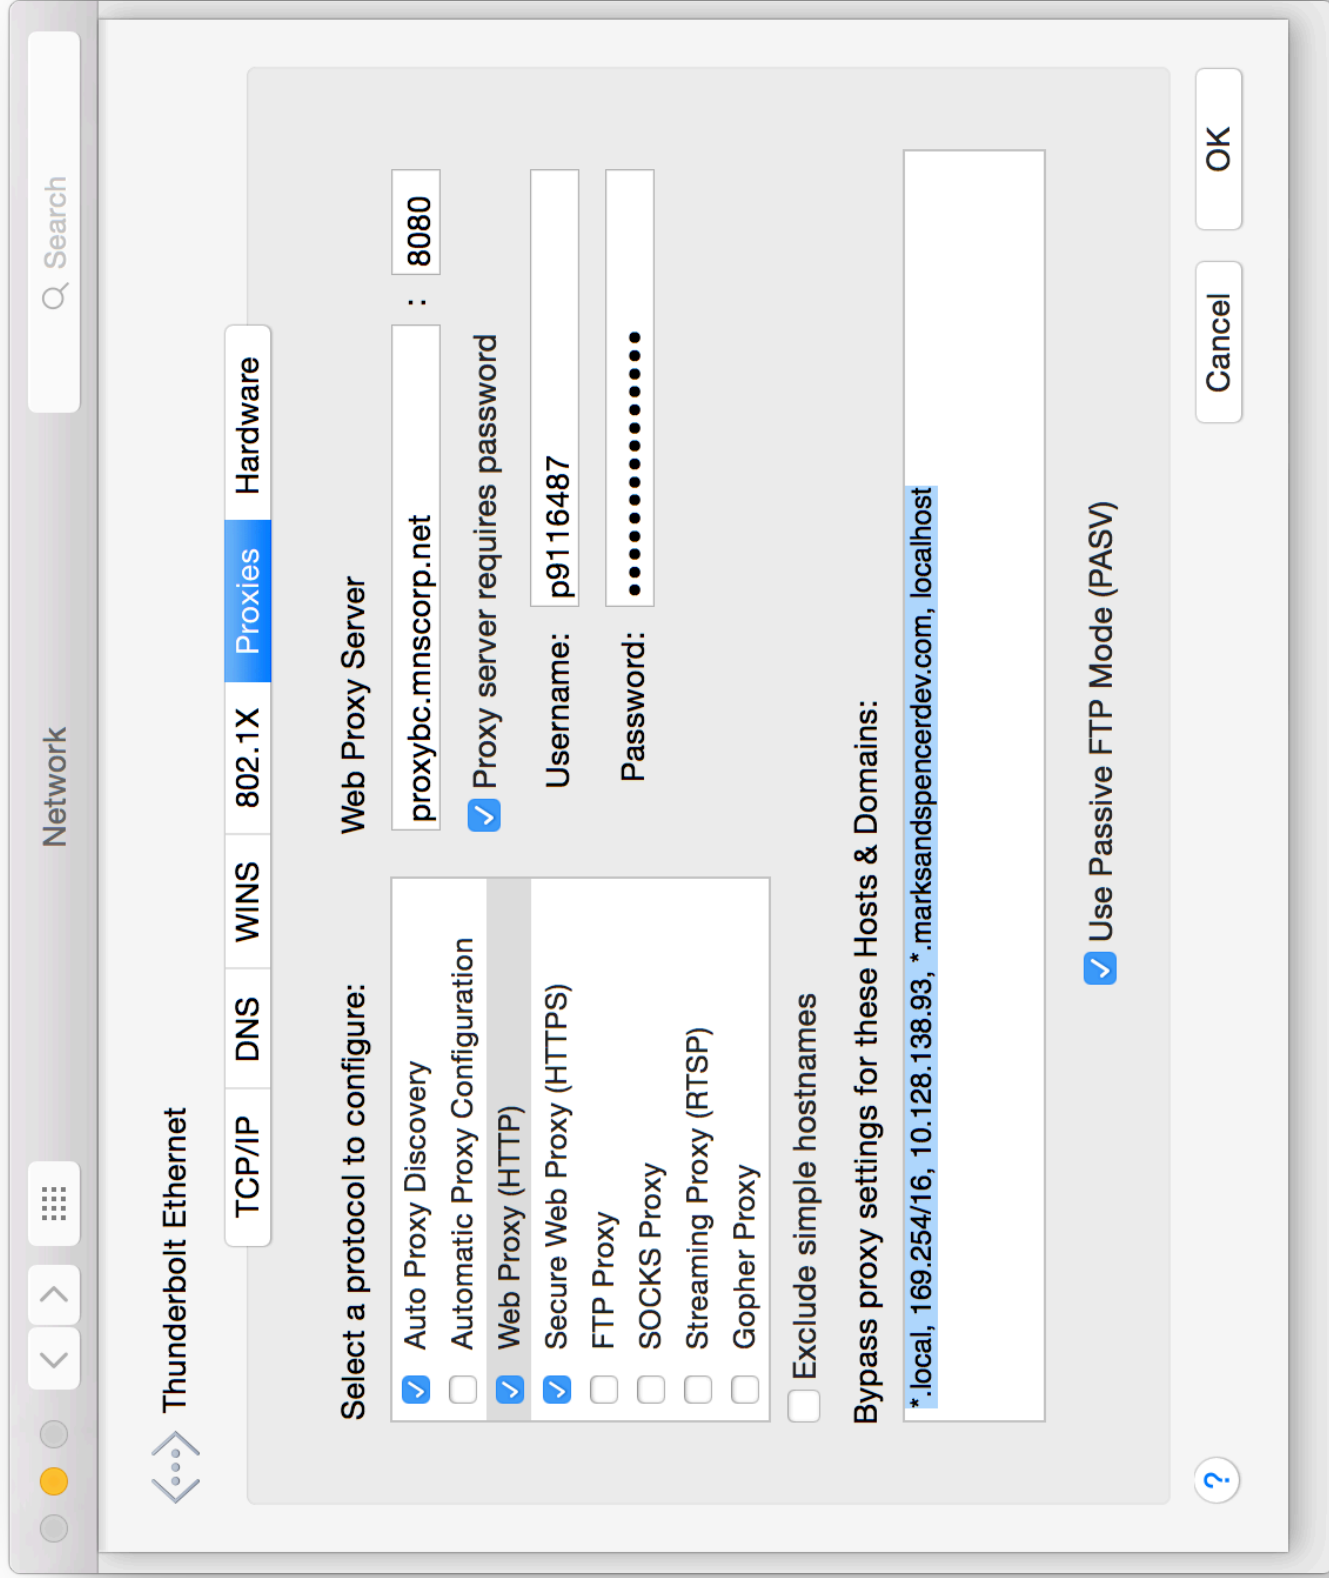 Network
Search
Thunderbolt Ethernet
TCP/IP DNS WINS 802.1X Proxies Hardware
Select a protocol to configure:
Auto Proxy Discovery
Automatic Proxy Configuration
Web Proxy (HTTP)
Secure Web Proxy (HTTPS)
FTP Proxy
SOCKS Proxy
Streaming Proxy (RTSP)
Gopher Proxy
Exclude simple hostnames
Web Proxy Server
proxybc.mnscorp.net : 8080
Proxy server requires password
Username: p9116487
Password: ••••••••••••••••
Bypass proxy settings for these Hosts & Domains:
*.local, 169.254/16, 10.128.138.93, *.marksandspencerdev.com, localhost
Use Passive FTP Mode (PASV)
? Cancel OK